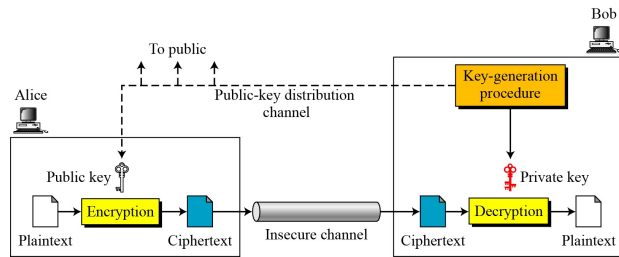 Bob
To public
Key-generation
procedure
Alice
Public-key distribution
channel
Public key
Private key
Encryption
Decryption
Plaintext
Ciphertext
Insecure channel
Ciphertext
Plaintext